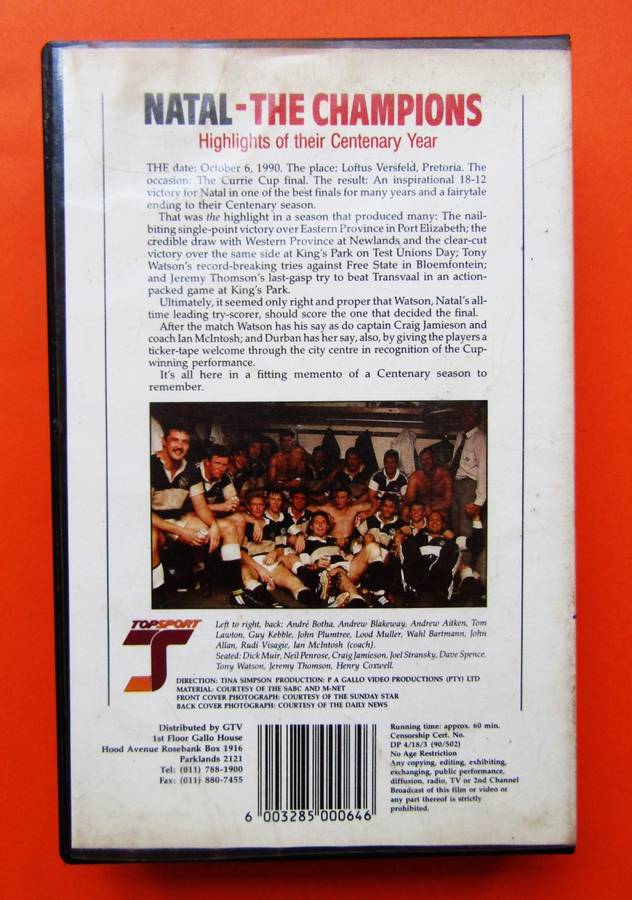 NATAL-THE CHAMPIONS
Highlights of their Centenary Year
THE date: October 6, 1990. The place: Loftus Versfeld, Pretoria. The
occasion: The Currie Cup final. The result: An inspirational 18-12
victory for Natal in one of the best finals for many years and a fairytale
ending to their Centenary season.
That was the highlight in a season that produced many: The nail-
biting single-point victory over Eastern Province in Port Elizabeth; the
credible draw with Western Province at Newlands and the clear-cut
victory over the same side at King's Park on Test Unions Day; Tony
Watson's record-breaking tries against Free State in Bloemfontein;
and Jeremy Thomson's last-gasp try to beat Transvaal in an action-
packed game at King's Park.
Ultimately, it seemed only right and proper that Watson, Natal's all-
time leading try-scorer, should score the one that decided the final.
After the match Watson has his say as do captain Craig Jamieson and
coach Ian McIntosh; and Durban has her say, also, by giving the players a
ticker-tape welcome through the city centre in recognition of the Cup-
winning performance.
It's all here in a fitting memento of a Centenary season to
remember.
TOPSPORT
Left to right, back: André Botha, Andrew Blakeway, Andrew Aitken, Tom
Lawton, Guy Kebble, John Plumtree, Lood Muller, Wahl Bartmann, John
Allan, Rudi Visagie, Ian McIntosh (coach).
Seated: Dick Muir, Neil Penrose, Craig Jamieson, Joel Stransky, Dave Spence,
Tony Watson, Jeremy Thomson, Henry Coxwell.
DIRECTION: TINA SIMPSON PRODUCTION: P A GALLO VIDEO PRODUCTIONS (PTY) LTD
MATERIAL: COURTESY OF THE SABC AND M-NET
FRONT COVER PHOTOGRAPH: COURTESY OF THE SUNDAY STAR
BACK COVER PHOTOGRAPH: COURTESY OF THE DAILY NEWS
Distributed by GTV
1st Floor Gallo House
Hood Avenue Rosebank Box 1916
Parklands 2121
Tel: (011) 788-1900
Fax: (011) 880-7455
6 003285 000646
Running time: approx. 60 min.
Censorship Cert. No.
DP 4/18/3 (90/502)
No Age Restriction
Any copying, editing, exhibiting,
exchanging, public performance,
diffusion, radio, TV or 2nd Channel
Broadcast of this film or video or
any part thereof is strictly
prohibited.